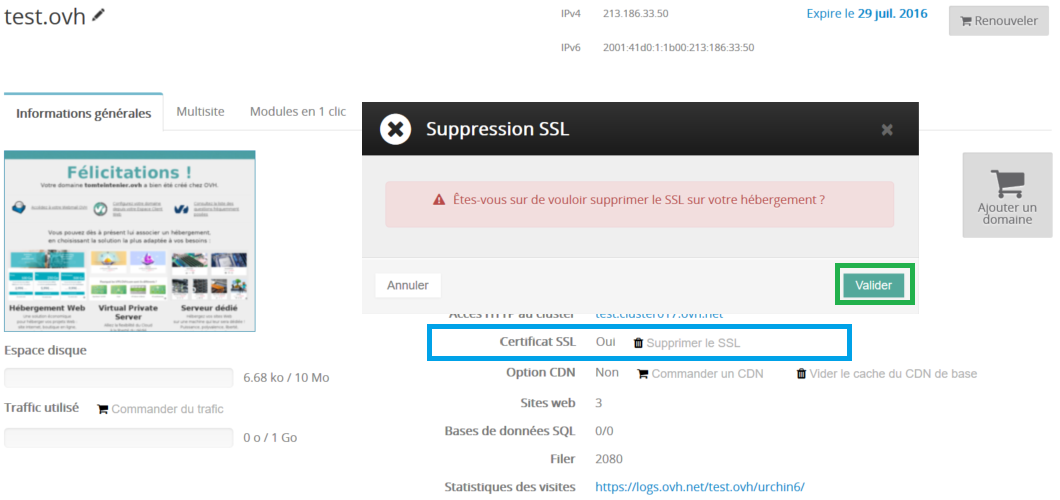 test.ovh
IPv4 213.186.33.50
Expire le 29 juil. 2016
Renouveler
IPv6 2001:41d0:1:1b00:213:186:33:50
Informations générales
Multisite
Modules en 1 clic
Suppression SSL
Êtes-vous sur de vouloir supprimer le SSL sur votre hébergement ?
Annuler
Valider
Ajouter un
domaine
Félicitations !
Votre domaine tomteintenier.ovh a bien été créé chez OVH.
Vous pouvez dès à présent lui associer un hébergement,
en choisissant la solution la plus adaptée à vos besoins :
Hébergement Web
Virtual Private
Server
Serveur dédié
Accès HTTP au cluster test.cluster017.ovh.net
Certificat SSL Oui Supprimer le SSL
Espace disque
6.68 ko / 10 Mo
Option CDN Non Commander un CDN Vider le cache du CDN de base
Traffic utilisé Commander du trafic
Sites web 3
0 o / 1 Go
Bases de données SQL 0/0
Filer 2080
Statistiques des visites https://logs.ovh.net/test.ovh/urchin6/